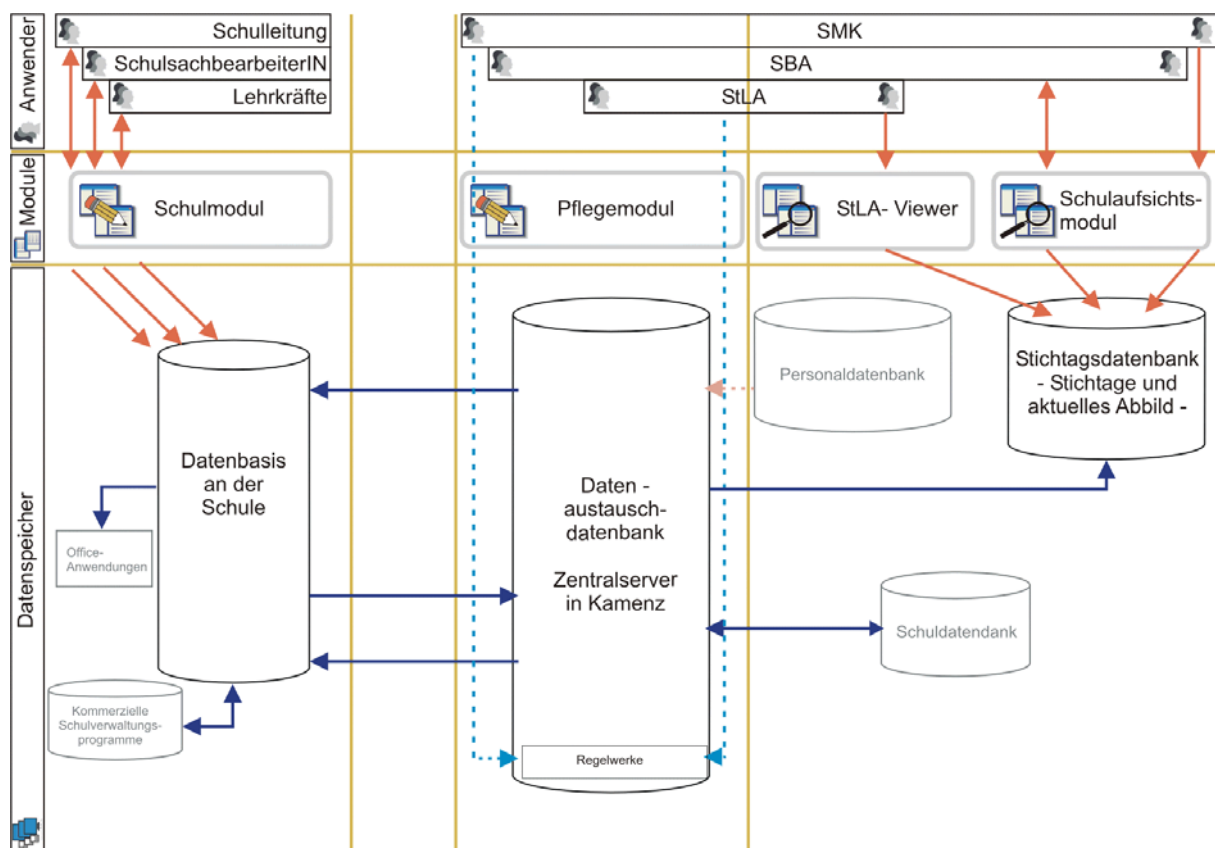 Anwender
Schulleitung
SchulsachbearbeiterIN
Lehrkräfte
SMK
SBA
StLA
Module
Schulmodul
Pflegemodul
StLA- Viewer
Schulaufsichts-
modul
Datenspeicher
Datenbasis
an der
Schule
Office-
Anwendungen
Kommerzielle
Schulverwaltungs-
programme
Daten -
austausch-
datenbank
Zentralserver
in Kamenz
Regelwerke
Personaldatenbank
Stichtagsdatenbank
- Stichtage und
aktuelles Abbild -
Schuldatendank